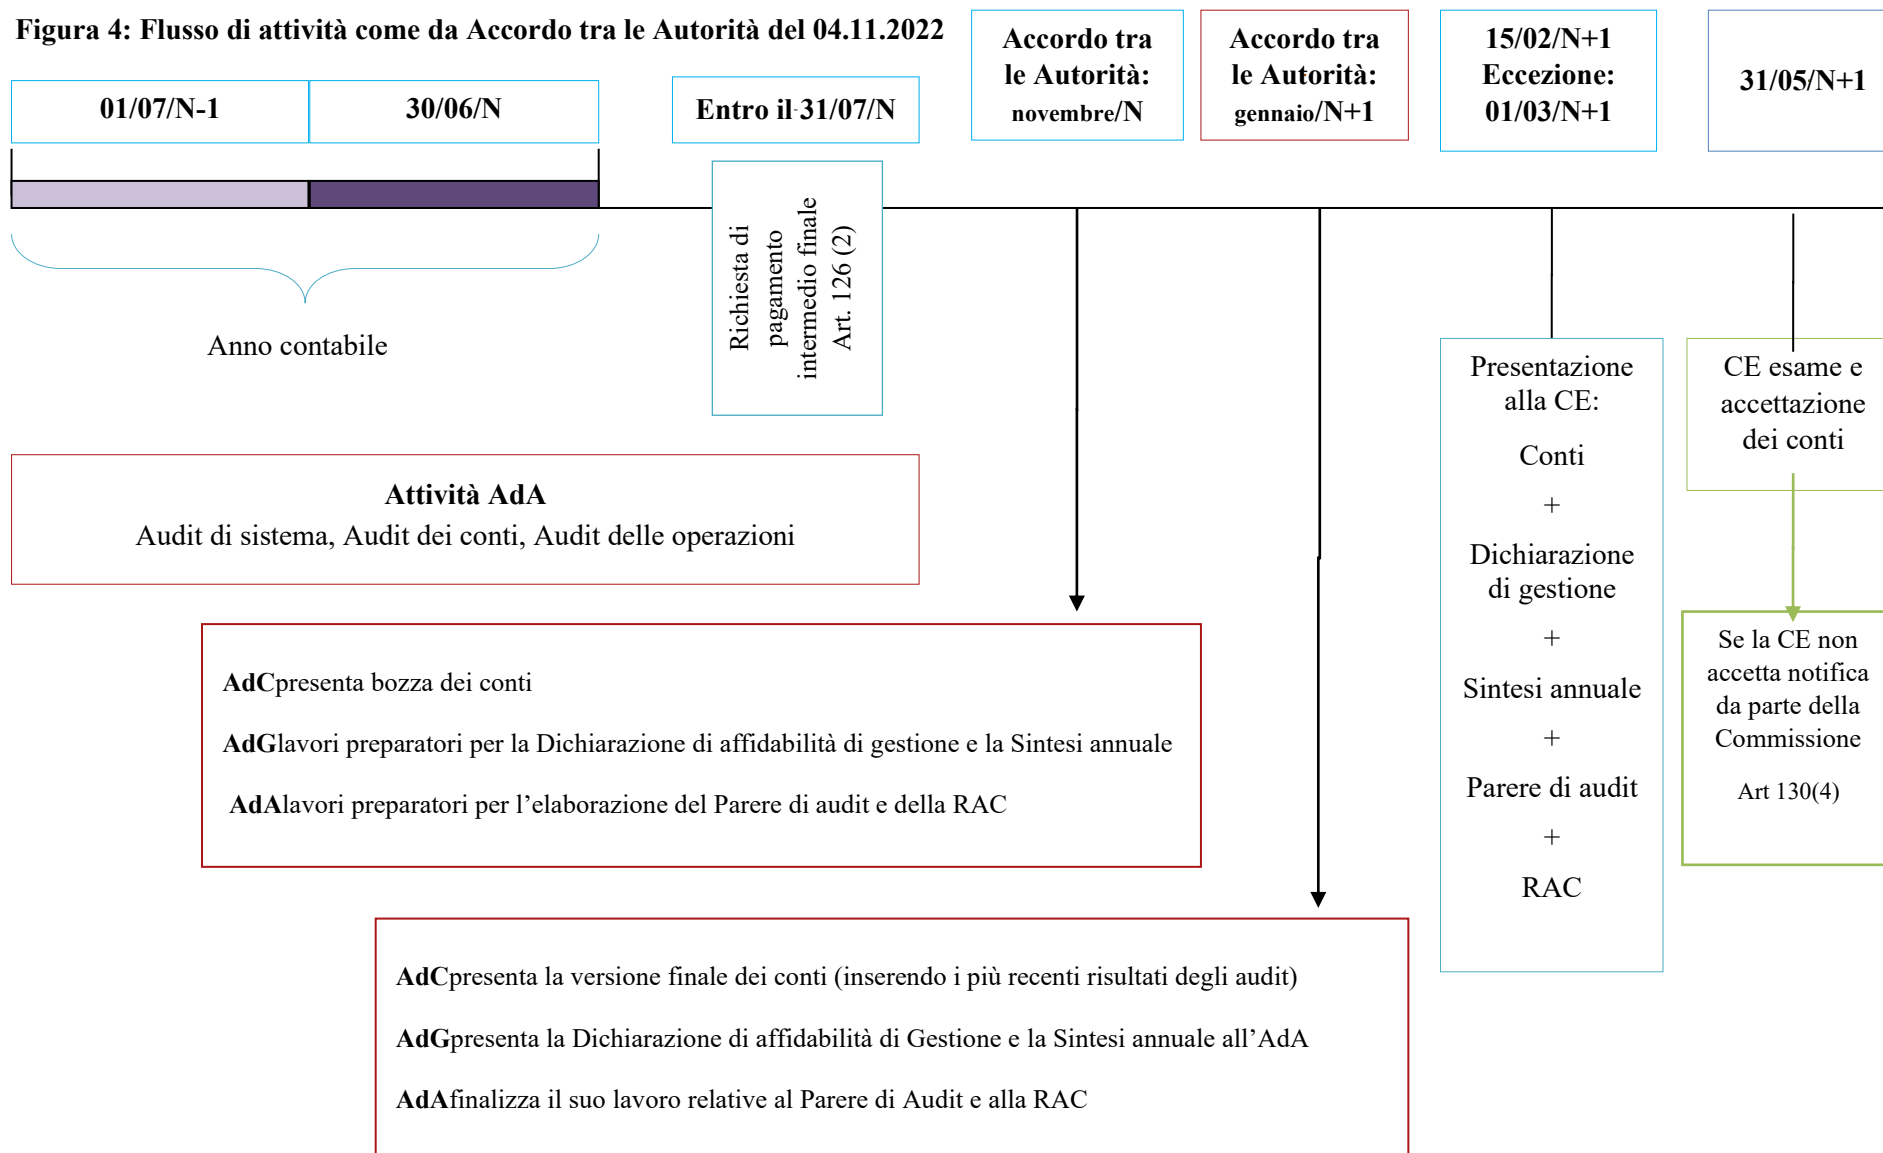 Figura 4: Flusso di attività come da Accordo tra le Autorità del 04.11.2022
01/07/N-1
30/06/N
Entro il 31/07/N
Accordo tra
le Autorità:
novembre/N
Accordo tra
le Autorità:
gennaio/N+1
15/02/N+1
Eccezione:
01/03/N+1
31/05/N+1
Richiesta di
pagamento
intermedio finale
Art. 126 (2)
Anno contabile
Attività AdA
Audit di sistema, Audit dei conti, Audit delle operazioni
AdCpresenta bozza dei conti
AdGlavori preparatori per la Dichiarazione di affidabilità di gestione e la Sintesi annuale
AdAlavori preparatori per l’elaborazione del Parere di audit e della RAC
AdCpresenta la versione finale dei conti (inserendo i più recenti risultati degli audit)
AdGpresenta la Dichiarazione di affidabilità di Gestione e la Sintesi annuale all’AdA
AdAfinalizza il suo lavoro relative al Parere di Audit e alla RAC
Presentazione
alla CE:
Conti
+
Dichiarazione
di gestione
+
Sintesi annuale
+
Parere di audit
+
RAC
CE esame e
accettazione
dei conti
Se la CE non
accetta notifica
da parte della
Commissione
Art 130(4)